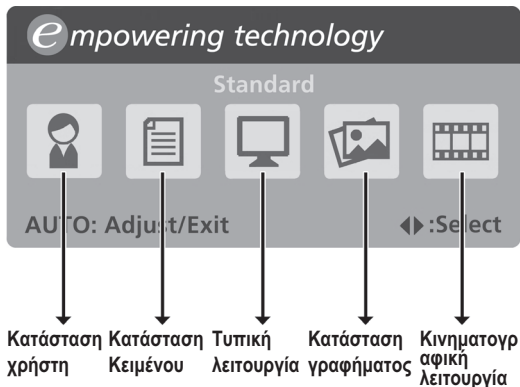 empowering technology
Standard
AUTO: Adjust/Exit
:Select
Κατάσταση χρήστη
Κατάσταση Κειμένου
Τυπική λειτουργία
Κατάσταση γραφήματος
Κινηματογρ
αφική
λειτουργία